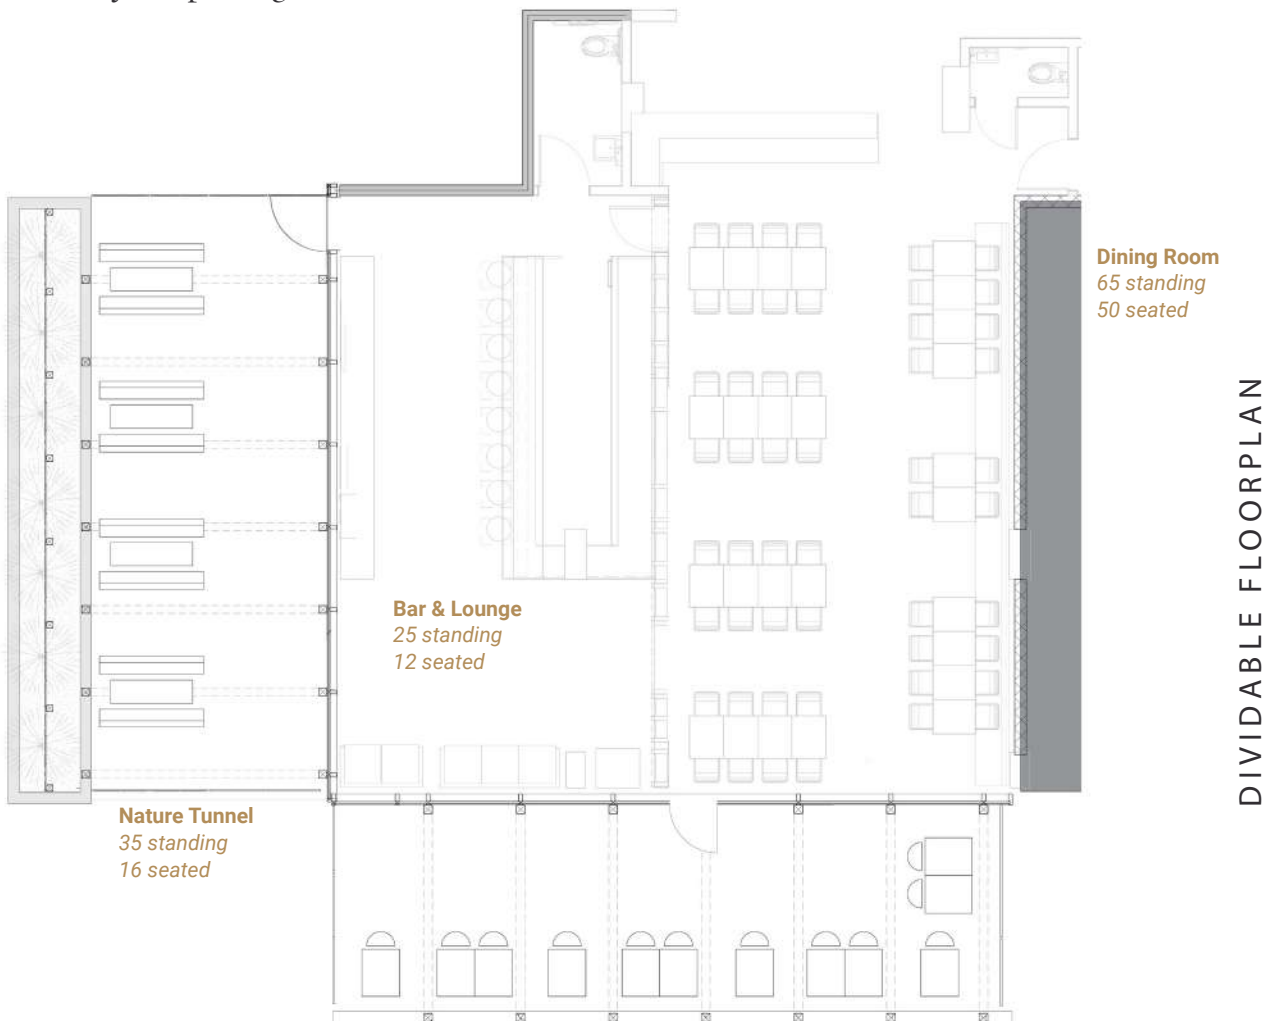 Dining Room
65 standing
50 seated
Bar & Lounge
25 standing
12 seated
Nature Tunnel
35 standing
16 seated
DIVIDABLE FLOORPLAN